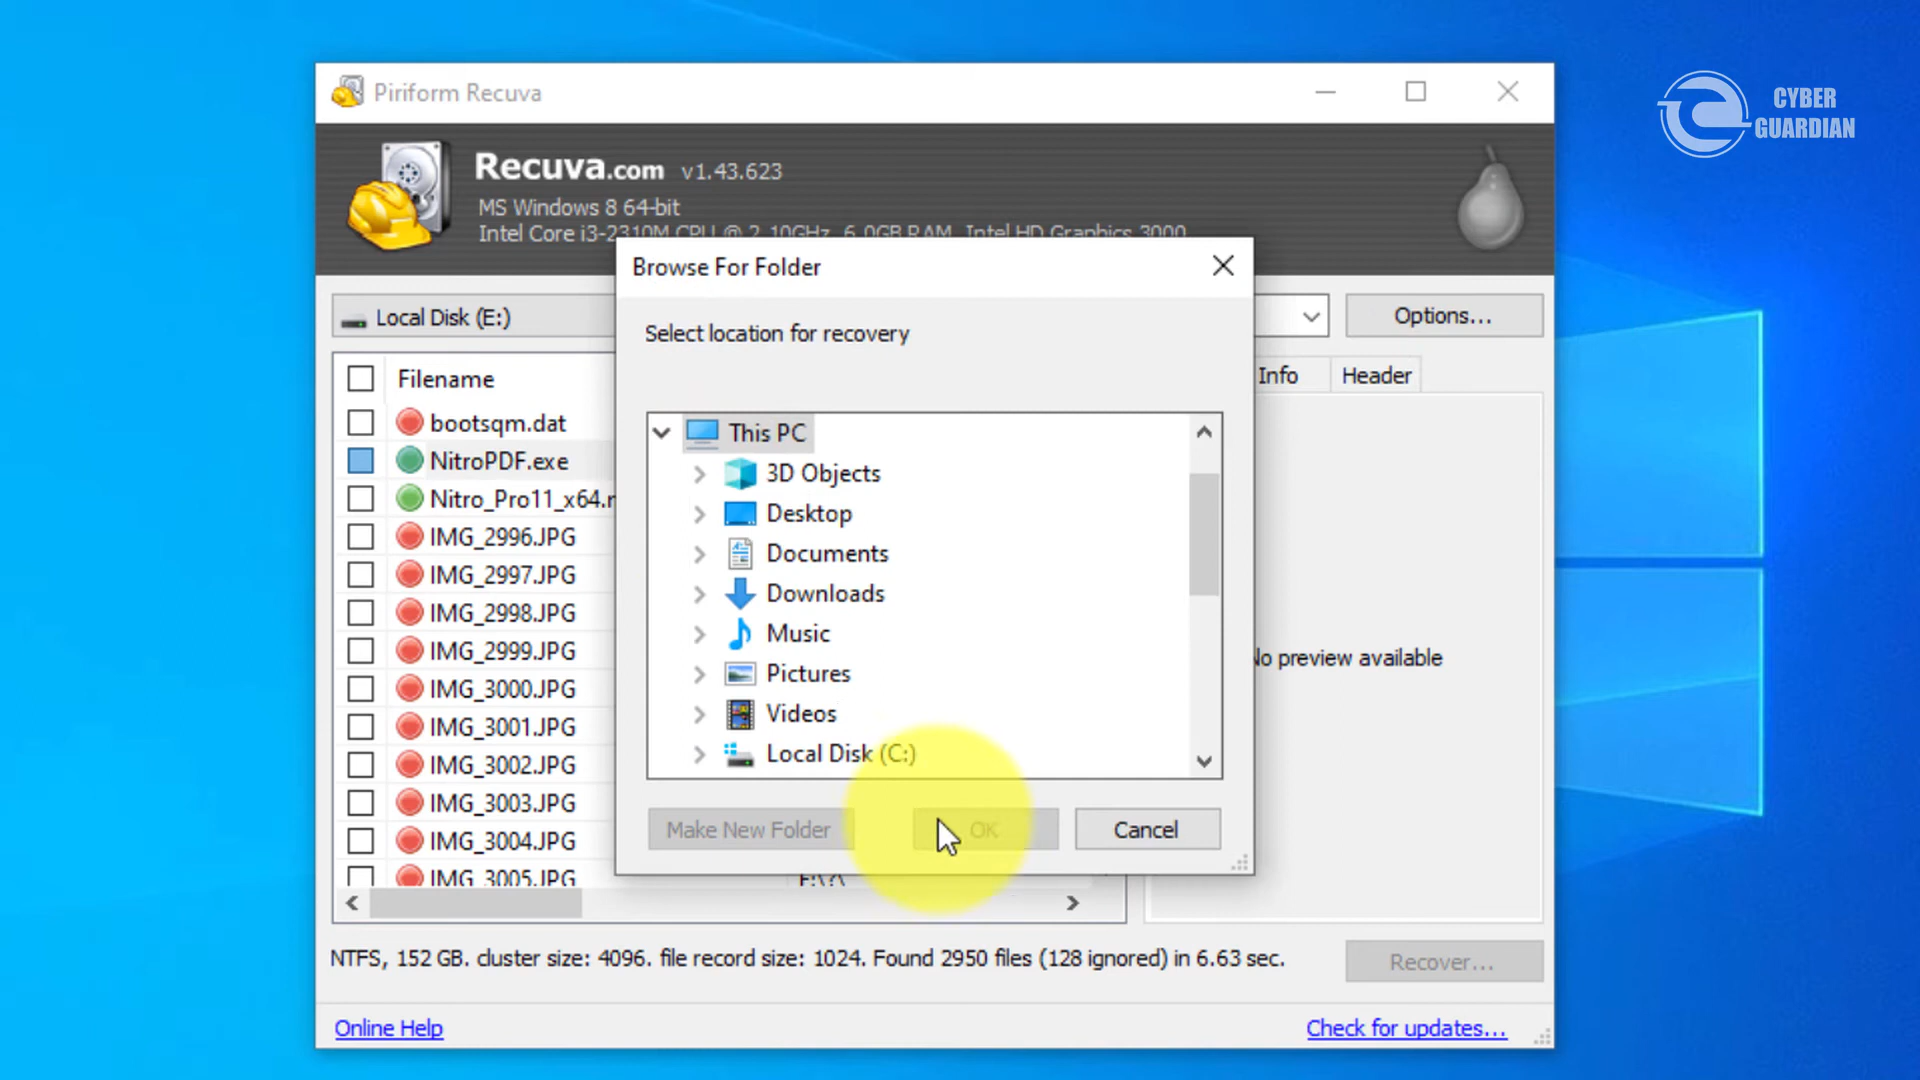 Piriform Recuva
CYBER
GUARDIAN
Recuva.com v1.43.623
MS Windows 8 64-bit
Intel Core i3-2310M CPU @ 2.10GHz, 6.0GB RAM, Intel HD Graphics 3000
Browse For Folder
Local Disk (E:)
Options...
Select location for recovery
Filename
Info
Header
bootsqm.dat
NitroPDF.exe
Nitro_Pro11_x64.
IMG_2996.JPG
IMG_2997.JPG
IMG_2998.JPG
IMG_2999.JPG
IMG_3000.JPG
IMG_3001.JPG
IMG_3002.JPG
IMG_3003.JPG
IMG_3004.JPG
IMG_3005.JPG
This PC
3D Objects
Desktop
Documents
Downloads
Music
Pictures
Videos
Local Disk (C:)
No preview available
Make New Folder
OK
Cancel
NTFS, 152 GB. cluster size: 4096. file record size: 1024. Found 2950 files (128 ignored) in 6.63 sec.
Recover...
Online Help
Check for updates...